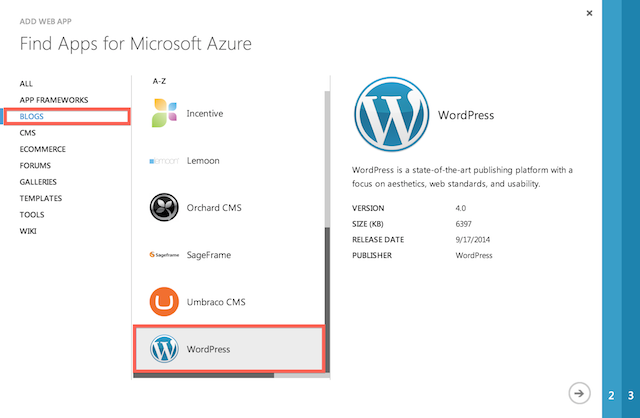 ADD WEB APP
Find Apps for Microsoft Azure
ALL
APP FRAMEWORKS
BLOGS
CMS
ECOMMERCE
FORUMS
GALLERIES
TEMPLATES
TOOLS
WIKI
A-Z
Incentive
lemoon
Lemoon
Orchard CMS
SageFrame
SageFrame
Umbraco CMS
WordPress
WordPress
WordPress is a state-of-the-art publishing platform with a
focus on aesthetics, web standards, and usability.
VERSION 4.0
SIZE (KB) 6397
RELEASE DATE 9/17/2014
PUBLISHER WordPress
2 3